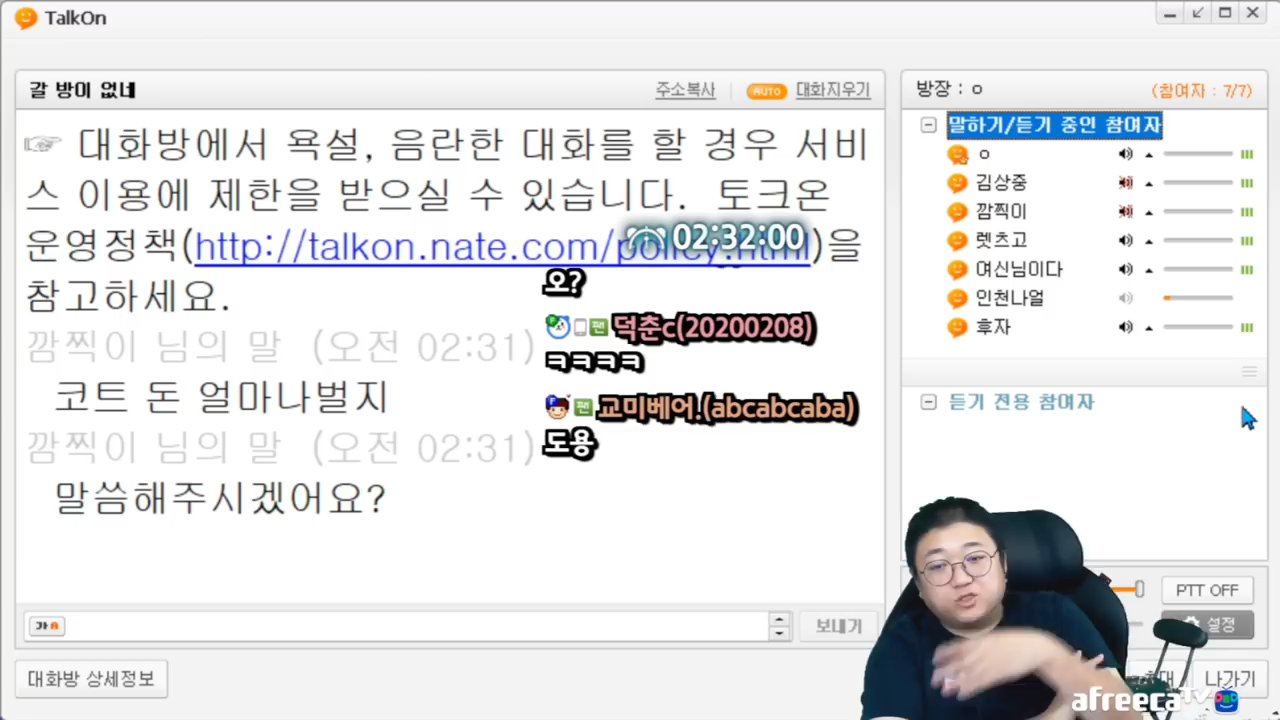 TalkOn
갈 방이 없네
주소복사
AUTO
대화지우기
☞ 대화방에서 욕설, 음란한 대화를 할 경우 서비
스 이용에 제한을 받으실 수 있습니다. 토크온
운영정책(http://talkon.nate.com/policy.html)을
참고하세요.
깜찍이 님의 말 (오전 02:31)
코트 돈 얼마나벌지
깜찍이 님의 말 (오전 02:31)
말씀해주시겠어요?
02:32:00
오?
팬 덕춘c(20200208)
ㅋㅋㅋㅋ
팬 교미베어.(abcabcaba)
도용
가A
보내기
대화방 상세정보
방장 : o
(참여자 : 7/7)
말하기/듣기 중인 참여자
o
김상중
깜찍이
렛츠고
여신님이다
인천나얼
후자
듣기 전용 참여자
PTT OFF
설정
나가기
afreecaTV